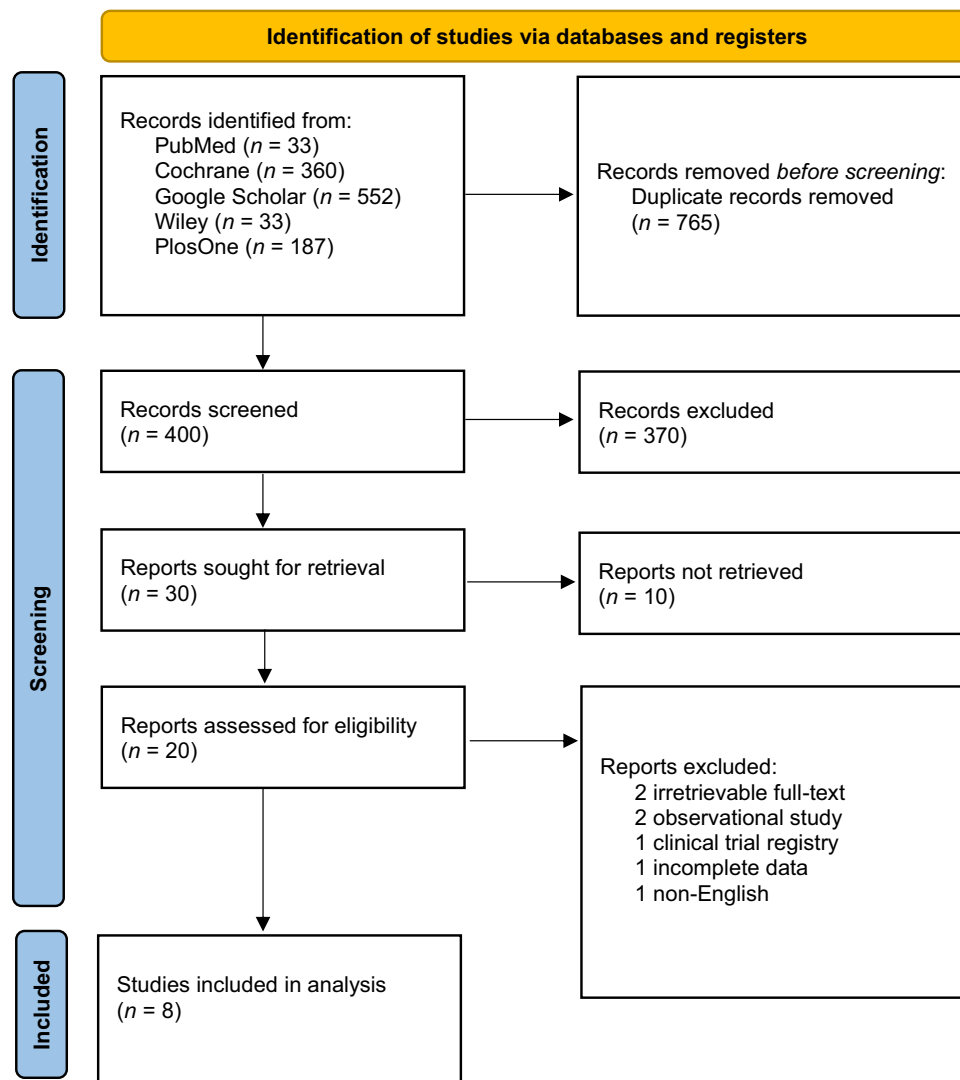 Identification of studies via databases and registers
Identification
Records identified from:
PubMed (n = 33)
Cochrane (n = 360)
Google Scholar (n = 552)
Wiley (n = 33)
PlosOne (n = 187)
Records removed before screening:
Duplicate records removed
(n = 765)
Screening
Records screened
(n = 400)
Records excluded
(n = 370)
Reports sought for retrieval
(n = 30)
Reports not retrieved
(n = 10)
Reports assessed for eligibility
(n = 20)
Reports excluded:
2 irretrievable full-text
2 observational study
1 clinical trial registry
1 incomplete data
1 non-English
Included
Studies included in analysis
(n = 8)